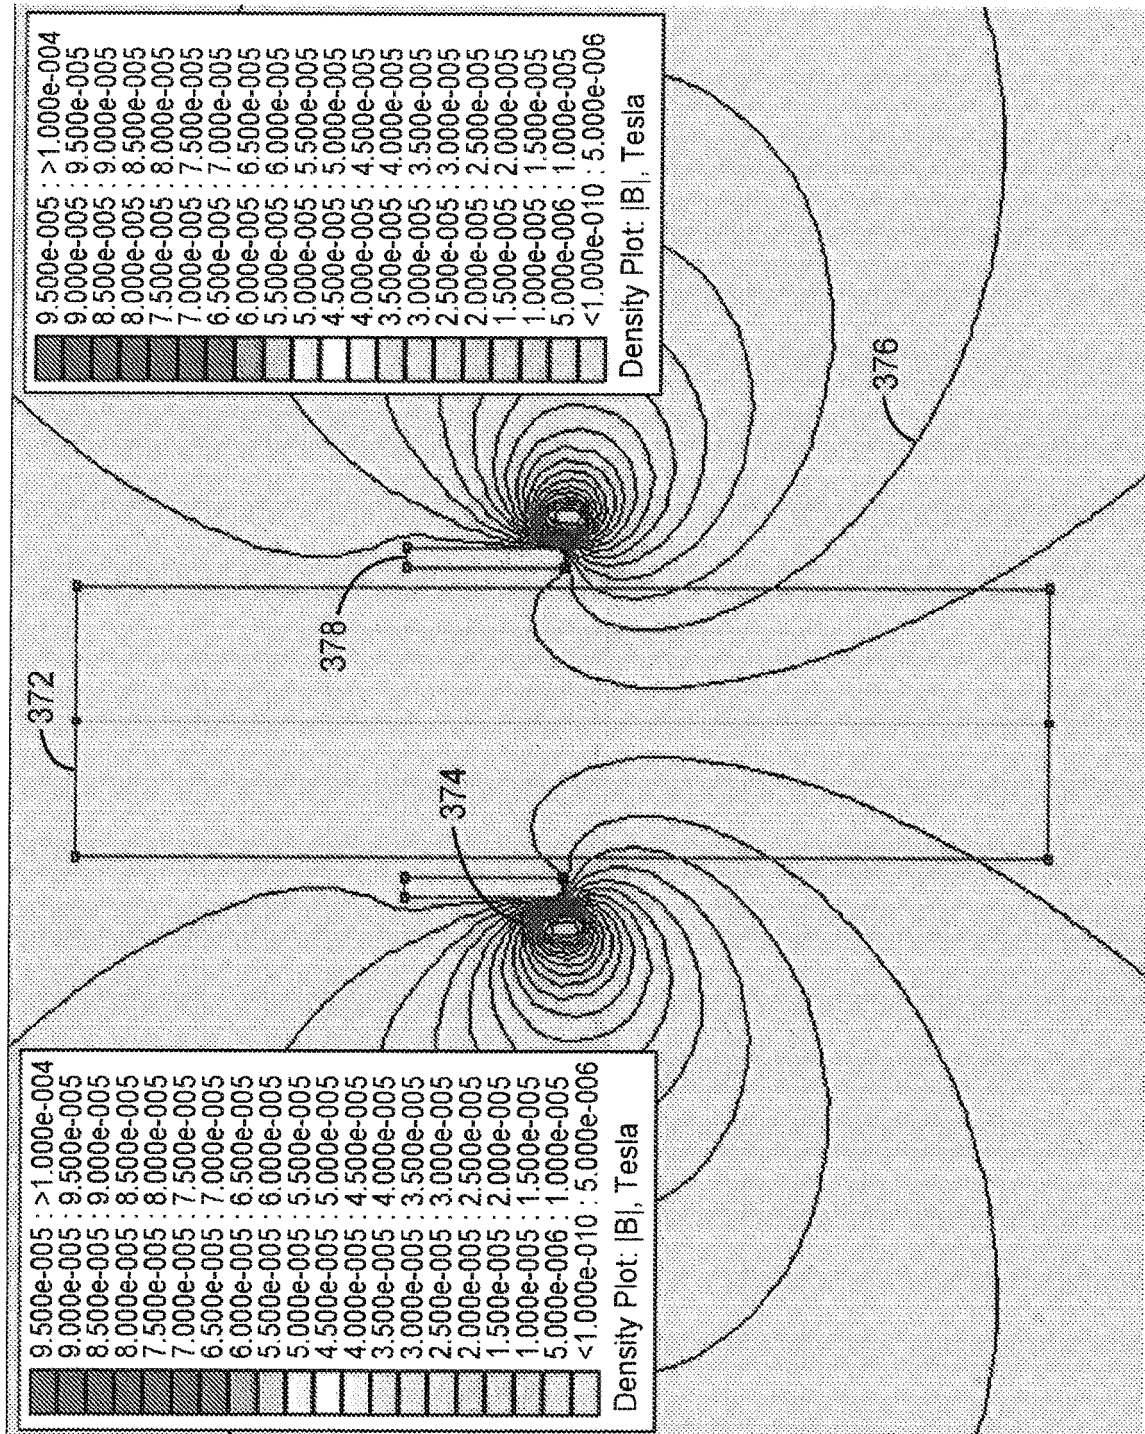 9.500e-005 : >1.000e-004
9.000e-005 : 9.500e-005
8.500e-005 : 9.000e-005
8.000e-005 : 8.500e-005
7.500e-005 : 8.000e-005
7.000e-005 : 7.500e-005
6.500e-005 : 7.000e-005
6.000e-005 : 6.500e-005
5.500e-005 : 6.000e-005
5.000e-005 : 5.500e-005
4.500e-005 : 5.000e-005
4.000e-005 : 4.500e-005
3.500e-005 : 4.000e-005
3.000e-005 : 3.500e-005
2.500e-005 : 3.000e-005
2.000e-005 : 2.500e-005
1.500e-005 : 2.000e-005
1.000e-005 : 1.500e-005
5.000e-006 : 1.000e-005
<1.000e-010 : 5.000e-006
Density Plot: |B|, Tesla
372
374
378
376
9.500e-005 : >1.000e-004
9.000e-005 : 9.500e-005
8.500e-005 : 9.000e-005
8.000e-005 : 8.500e-005
7.500e-005 : 8.000e-005
7.000e-005 : 7.500e-005
6.500e-005 : 7.000e-005
6.000e-005 : 6.500e-005
5.500e-005 : 6.000e-005
5.000e-005 : 5.500e-005
4.500e-005 : 5.000e-005
4.000e-005 : 4.500e-005
3.500e-005 : 4.000e-005
3.000e-005 : 3.500e-005
2.500e-005 : 3.000e-005
2.000e-005 : 2.500e-005
1.500e-005 : 2.000e-005
1.000e-005 : 1.500e-005
5.000e-006 : 1.000e-005
<1.000e-010 : 5.000e-006
Density Plot: |B|, Tesla